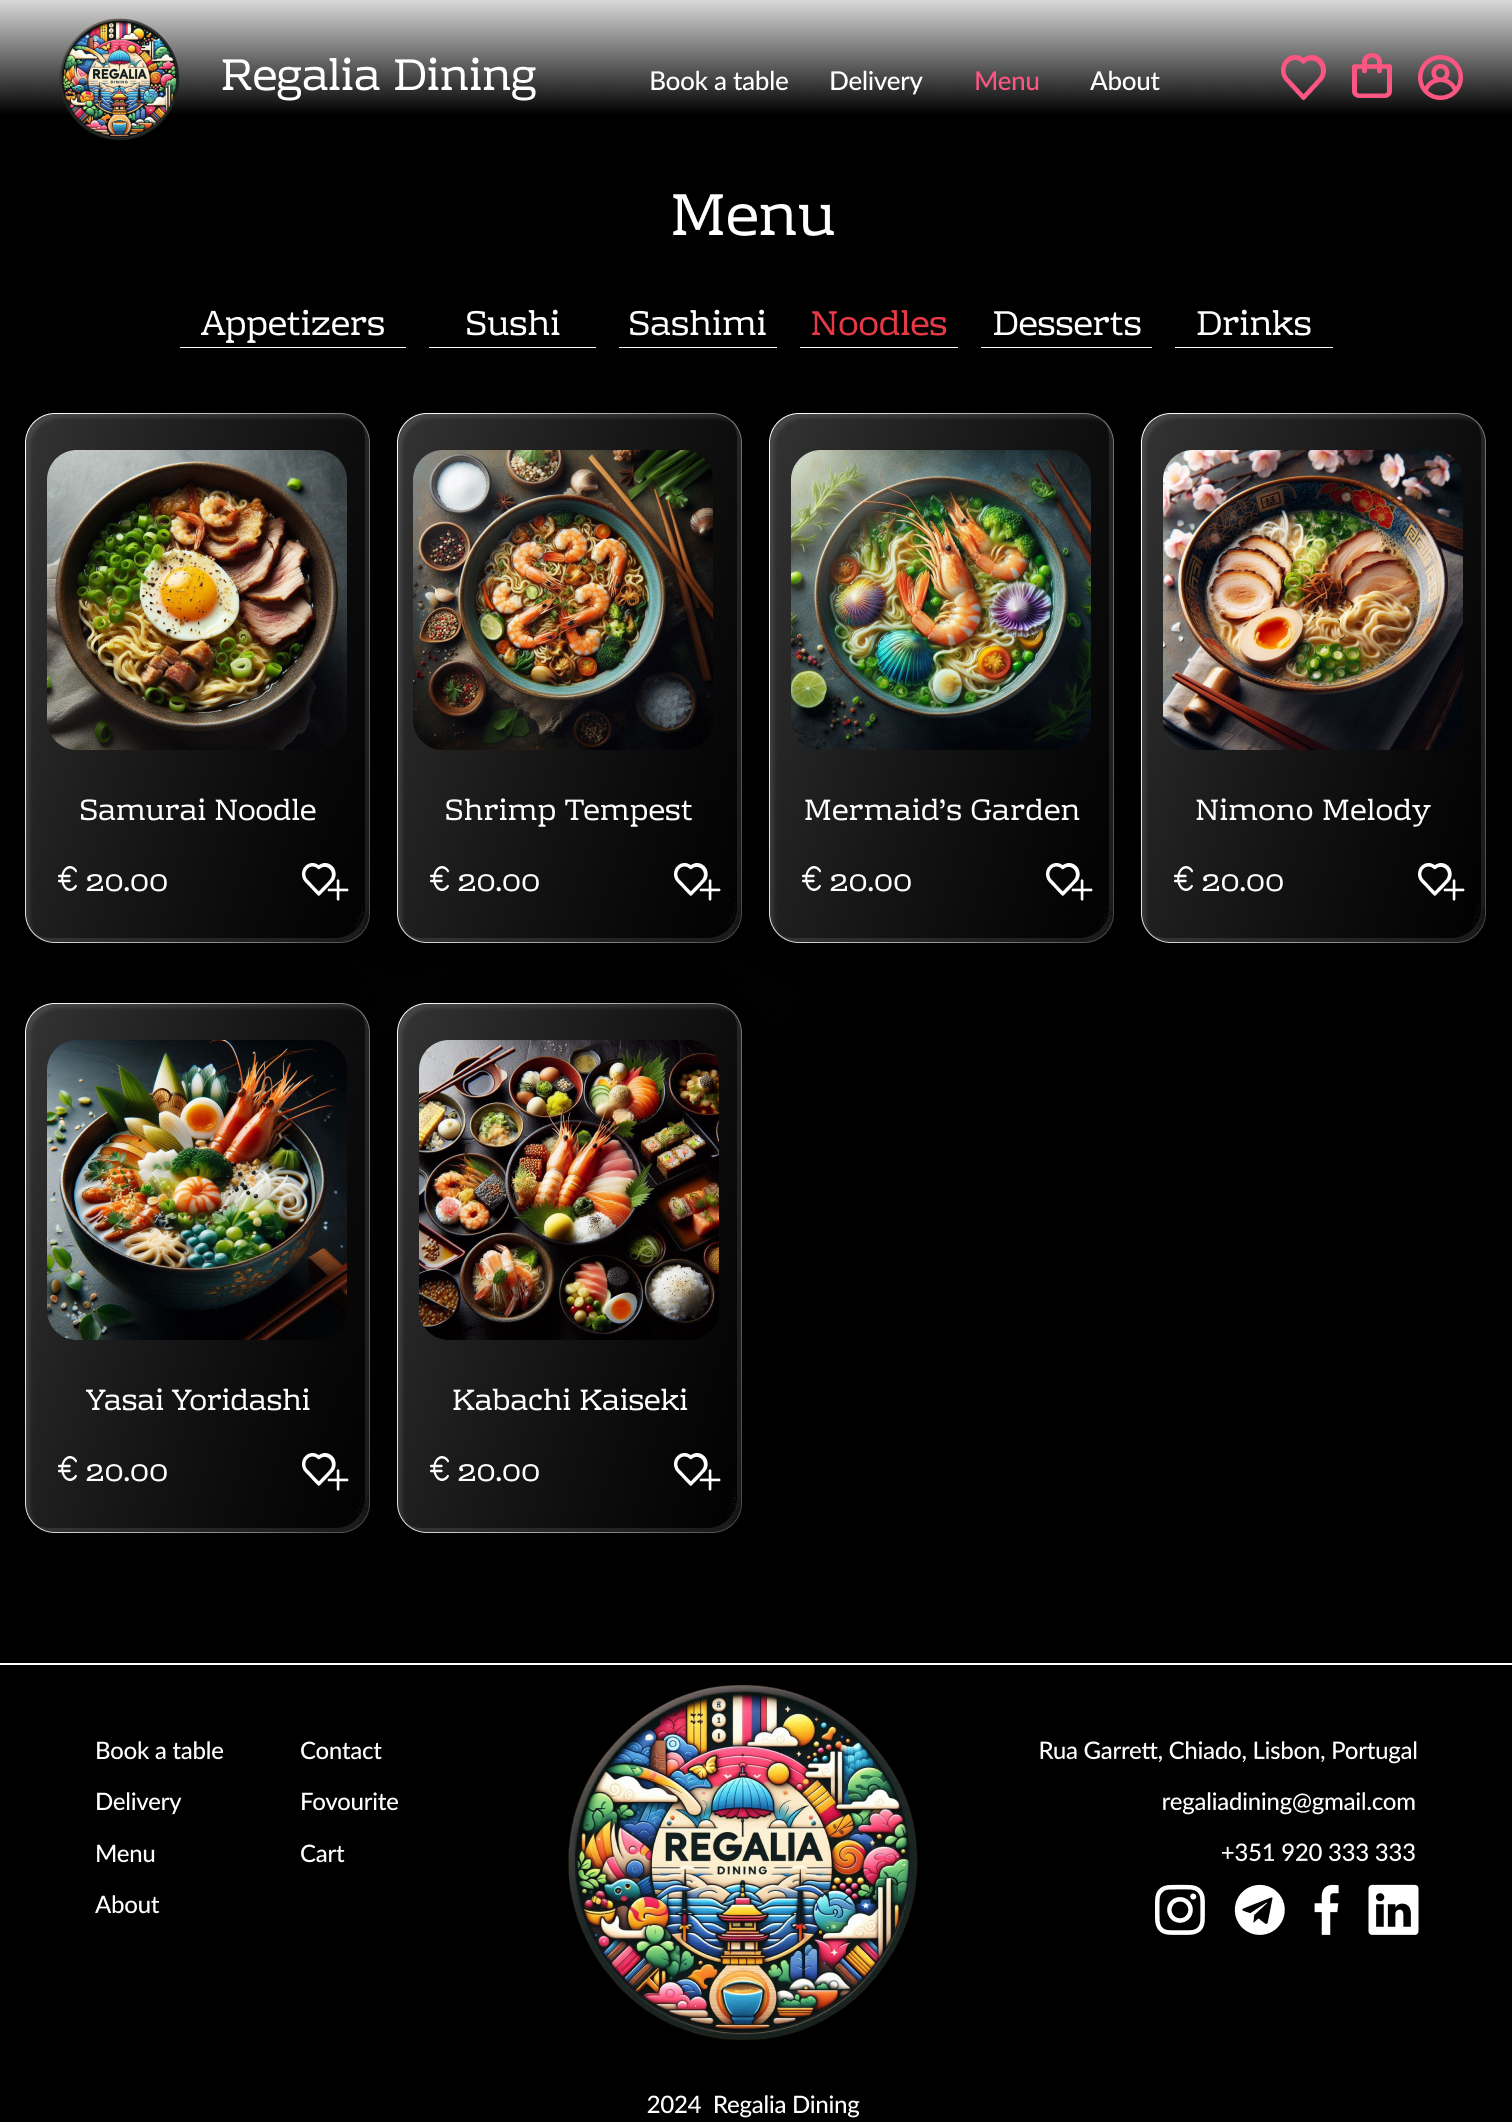 REGALIA
DINING
Regalia Dining
Book a table
Delivery
Menu
About
Menu
Appetizers
Sushi
Sashimi
Noodles
Desserts
Drinks
Samurai Noodle
€ 20.00
Shrimp Tempest
€ 20.00
Mermaid’s Garden
€ 20.00
Nimono Melody
€ 20.00
Yasai Yoridashi
€ 20.00
Kabachi Kaiseki
€ 20.00
Book a table
Delivery
Menu
About
Contact
Fovourite
Cart
REGALIA
DINING
Rua Garrett, Chiado, Lisbon, Portugal
regaliadining@gmail.com
+351 920 333 333
in
2024 Regalia Dining